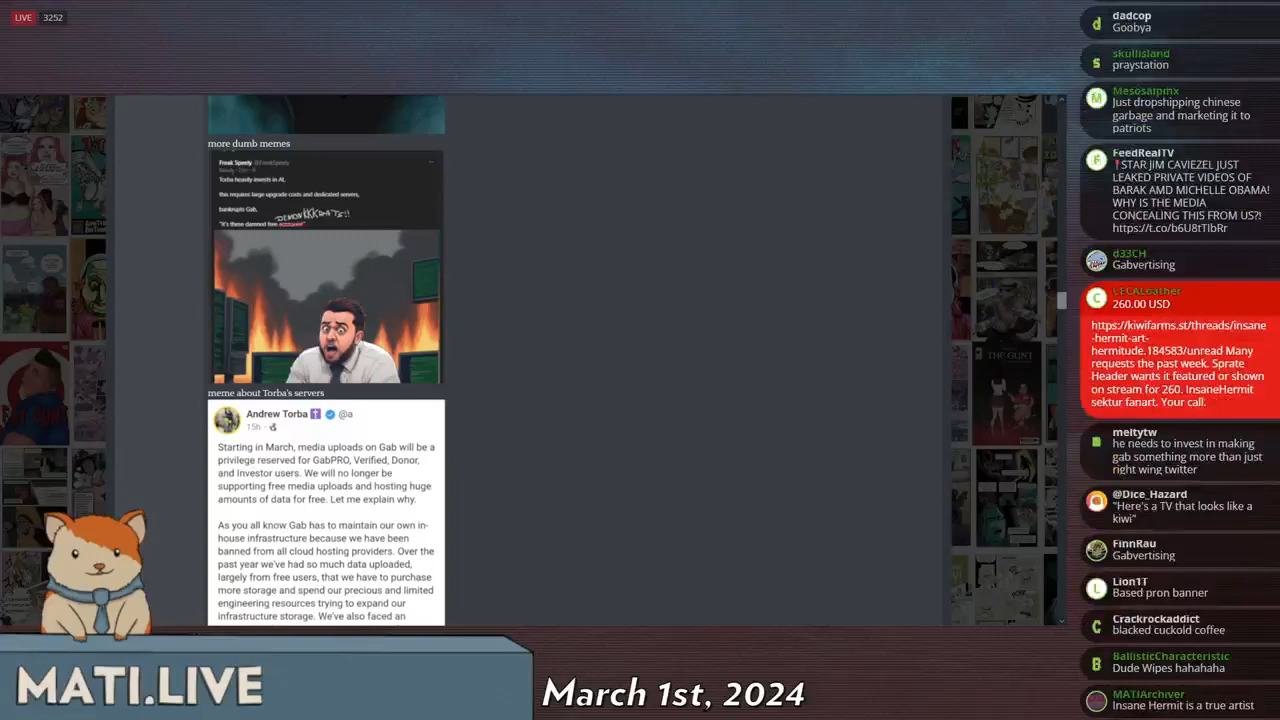 LIVE 3252
more dumb memes
Freak Speely @FreakSpeely
Torba heavily invests in AI,
this requires large upgrade costs and dedicated servers,
bankrupts Gab,
DEMONKKKRATS!!
"it's these damned free
meme about Torba's servers
Andrew Torba @a
15h ·
Starting in March, media uploads on Gab will be a
privilege reserved for GabPRO, Verified, Donor,
and Investor users. We will no longer be
supporting free media uploads and hosting huge
amounts of data for free. Let me explain why.
As you all know Gab has to maintain our own in-
house infrastructure because we have been
banned from all cloud hosting providers. Over the
past year we've had so much data uploaded,
largely from free users, that we have to purchase
more storage and spend our precious and limited
engineering resources trying to expand our
infrastructure storage. We've also faced an
THE GUNT
MATI.LIVE
March 1st, 2024
dadcop
Goobya
skullisland
praystation
Mesosalpinx
Just dropshipping chinese
garbage and marketing it to
patriots
FeedRealTV
STAR JIM CAVIEZEL JUST
LEAKED PRIVATE VIDEOS OF
BARAK AMD MICHELLE OBAMA!
WHY IS THE MEDIA
CONCEALING THIS FROM US?!
https://t.co/b6U8tTIbRr
d33CH
Gabvertising
CECALoather
260.00 USD
https://kiwifarms.st/threads/insane
-hermit-art-
hermitude.184583/unread Many
requests the past week. Sprate
Header wants it featured or shown
on stream for 260. InsaneHermit
sektur fanart. Your call.
meltytw
he needs to invest in making
gab something more than just
right wing twitter
@Dice_Hazard
"Here's a TV that looks like a
kiwi"
FinnRau
Gabvertising
Lion1T
Based pron banner
Crackrockaddict
blacked cuckold coffee
BallisticCharacteristic
Dude Wipes hahahaha
MATIArchiver
Insane Hermit is a true artist